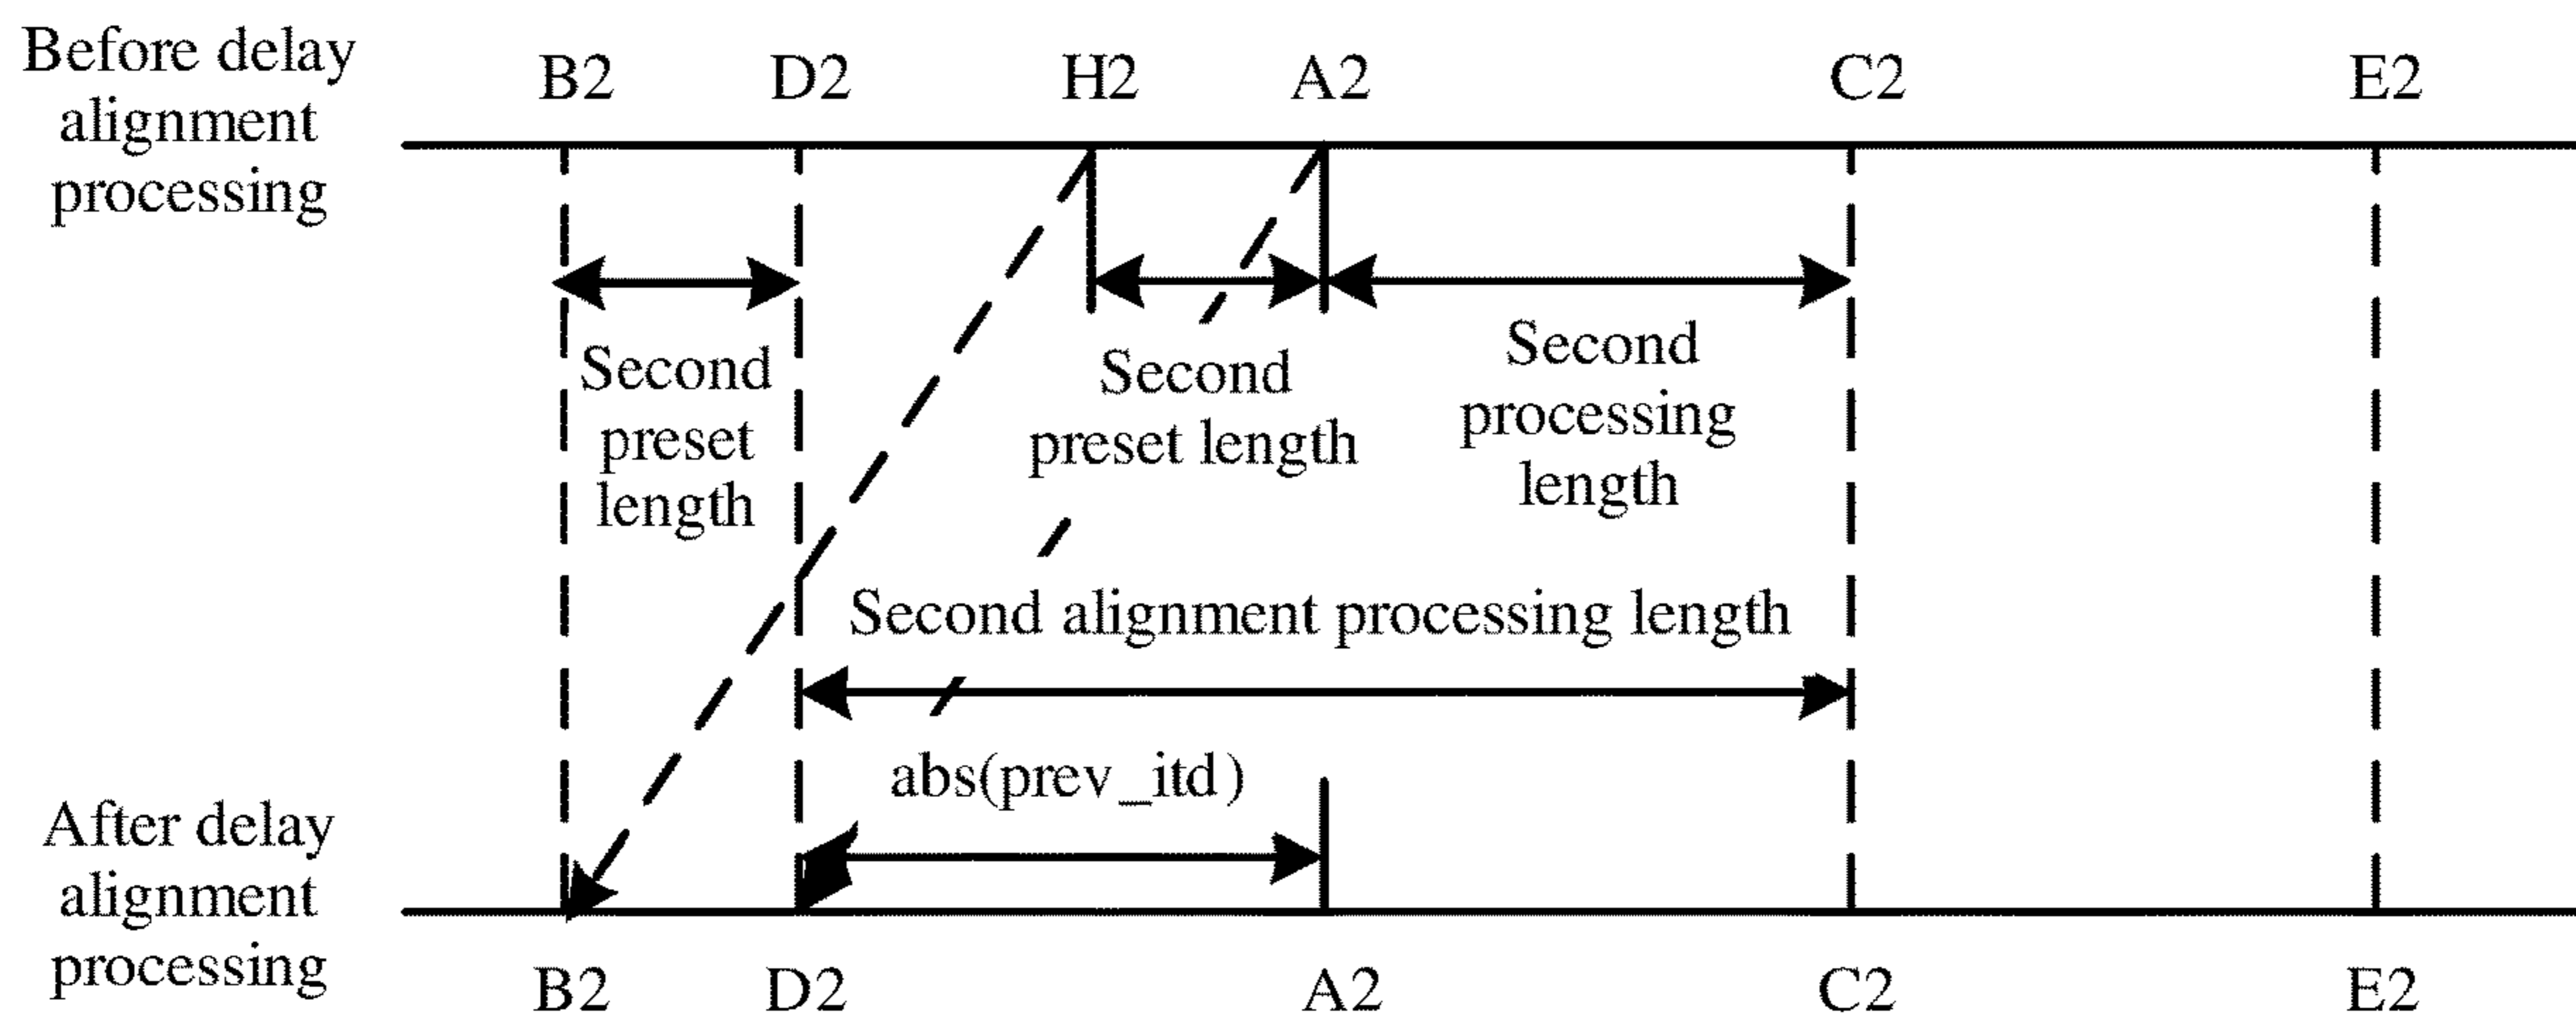 Before delay
alignment
processing
B2
D2
H2
A2
C2
E2
Second
preset
length
Second
preset length
Second
processing
length
Second alignment processing length
abs(prev_itd)
After delay
alignment
processing
B2
D2
A2
C2
E2